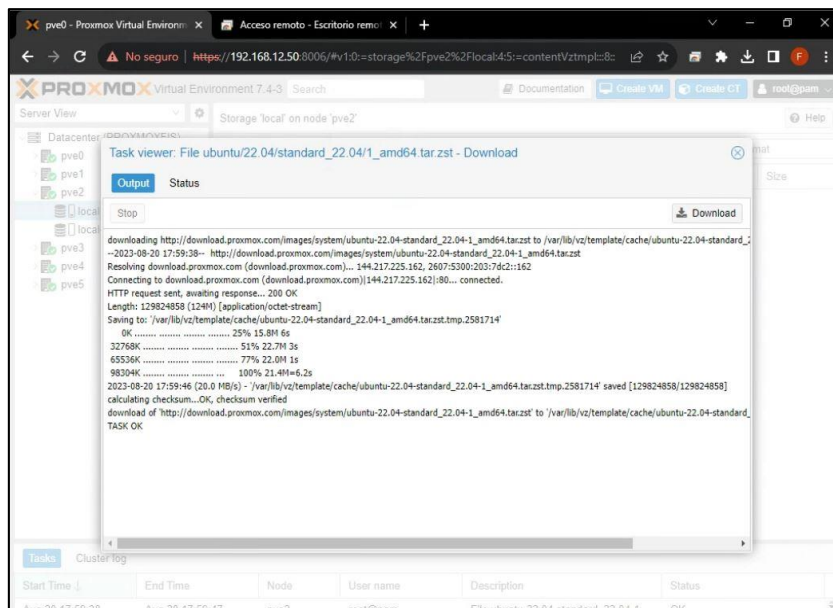 pve0 - Proxmox Virtual Environm
Acceso remoto - Escritorio remot
No seguro | https://192.168.12.50:8006/#v1:0:=storage%2Fpve2%2Flocal:4:5:=contentVztmpl:::8::
PROXMOX Virtual Environment 7.4-3 Search
Documentation Create VM Create CT root@pam
Server View
Storage 'local' on node 'pve2'
Help
Datacenter (PROXMOXFIS)
pve0
pve1
pve2
local
local
pve3
pve4
pve5
mat
Size
Task viewer: File ubuntu/22.04/standard_22.04/1_amd64.tar.zst - Download
Output Status
Stop Download
downloading http://download.proxmox.com/images/system/ubuntu-22.04-standard_22.04-1_amd64.tar.zst to /var/lib/vz/template/cache/ubuntu-22.04-standard_2
--2023-08-20 17:59:38-- http://download.proxmox.com/images/system/ubuntu-22.04-standard_22.04-1_amd64.tar.zst
Resolving download.proxmox.com (download.proxmox.com)... 144.217.225.162, 2607:5300:203:7dc2::162
Connecting to download.proxmox.com (download.proxmox.com)|144.217.225.162|:80... connected.
HTTP request sent, awaiting response... 200 OK
Length: 129824858 (124M) [application/octet-stream]
Saving to: '/var/lib/vz/template/cache/ubuntu-22.04-standard_22.04-1_amd64.tar.zst.tmp.2581714'
0K ........ ........ ........ ........ 25% 15.8M 6s
32768K ........ ........ ........ ........ 51% 22.7M 3s
65536K ........ ........ ........ ........ 77% 22.0M 1s
98304K ........ ........ ........ ... 100% 21.4M=6.2s
2023-08-20 17:59:46 (20.0 MB/s) - '/var/lib/vz/template/cache/ubuntu-22.04-standard_22.04-1_amd64.tar.zst.tmp.2581714' saved [129824858/129824858]
calculating checksum...OK, checksum verified
download of 'http://download.proxmox.com/images/system/ubuntu-22.04-standard_22.04-1_amd64.tar.zst' to '/var/lib/vz/template/cache/ubuntu-22.04-standard_
TASK OK
Tasks Cluster log
Start Time End Time Node User name Description Status